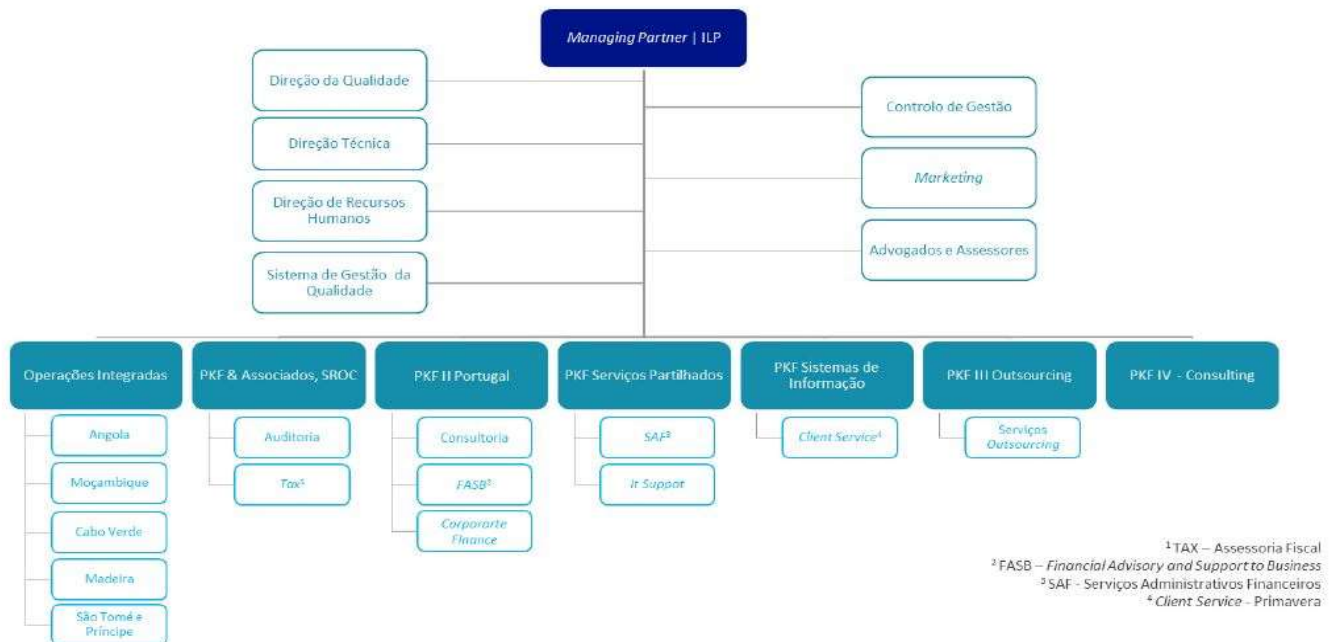 Managing Partner | ILP
Direção da Qualidade
Direção Técnica
Direção de Recursos
Humanos
Sistema de Gestão da
Qualidade
Controlo de Gestão
Marketing
Advogados e Assessores
Operações Integradas
Angola
Moçambique
Cabo Verde
Madeira
São Tomé e
Príncipe
PKF & Associados, SROC
Auditoria
Tax¹
PKF II Portugal
Consultoria
FASB²
Corpororte
Finance
PKF Serviços Partilhados
SAF³
It Suppot
PKF Sistemas de
Informação
Client Service⁴
PKF III Outsourcing
Serviços
Outsourcing
PKF IV - Consulting
¹ TAX – Assessoria Fiscal
² FASB – Financial Advisory and Support to Business
³ SAF - Serviços Administrativos Financeiros
⁴ Client Service - Primavera